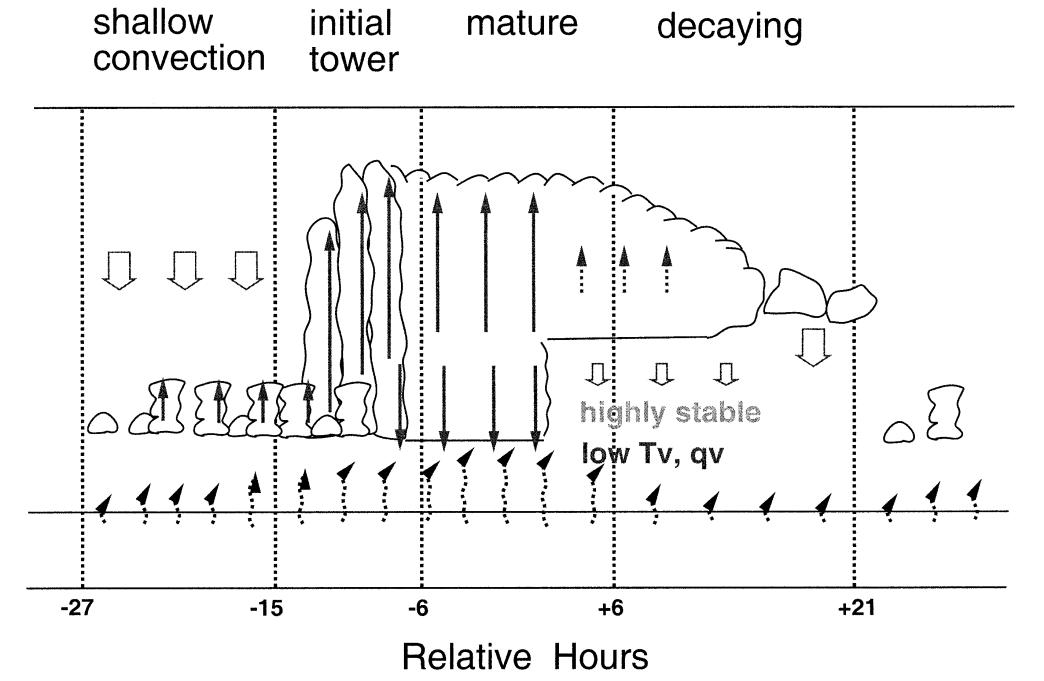 shallow convection
initial tower
mature
decaying
highly stable
low Tv, qv
-27
-15
-6
+6
+21
Relative Hours